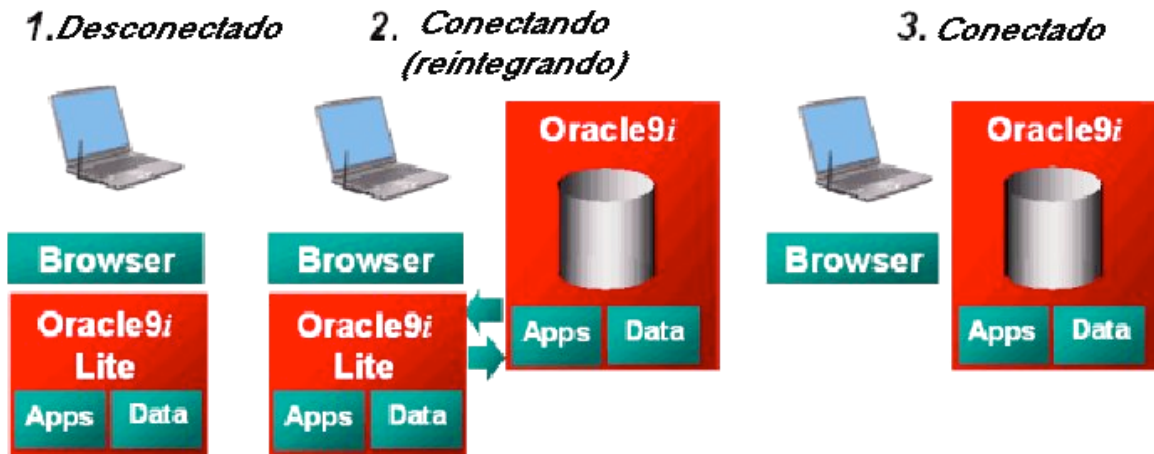 1. Desconectado
Browser
Oracle9i
Lite
Apps
Data
2. Conectando
(reintegrando)
Browser
Oracle9i
Lite
Apps
Data
Oracle9i
Apps
Data
3. Conectado
Browser
Oracle9i
Apps
Data